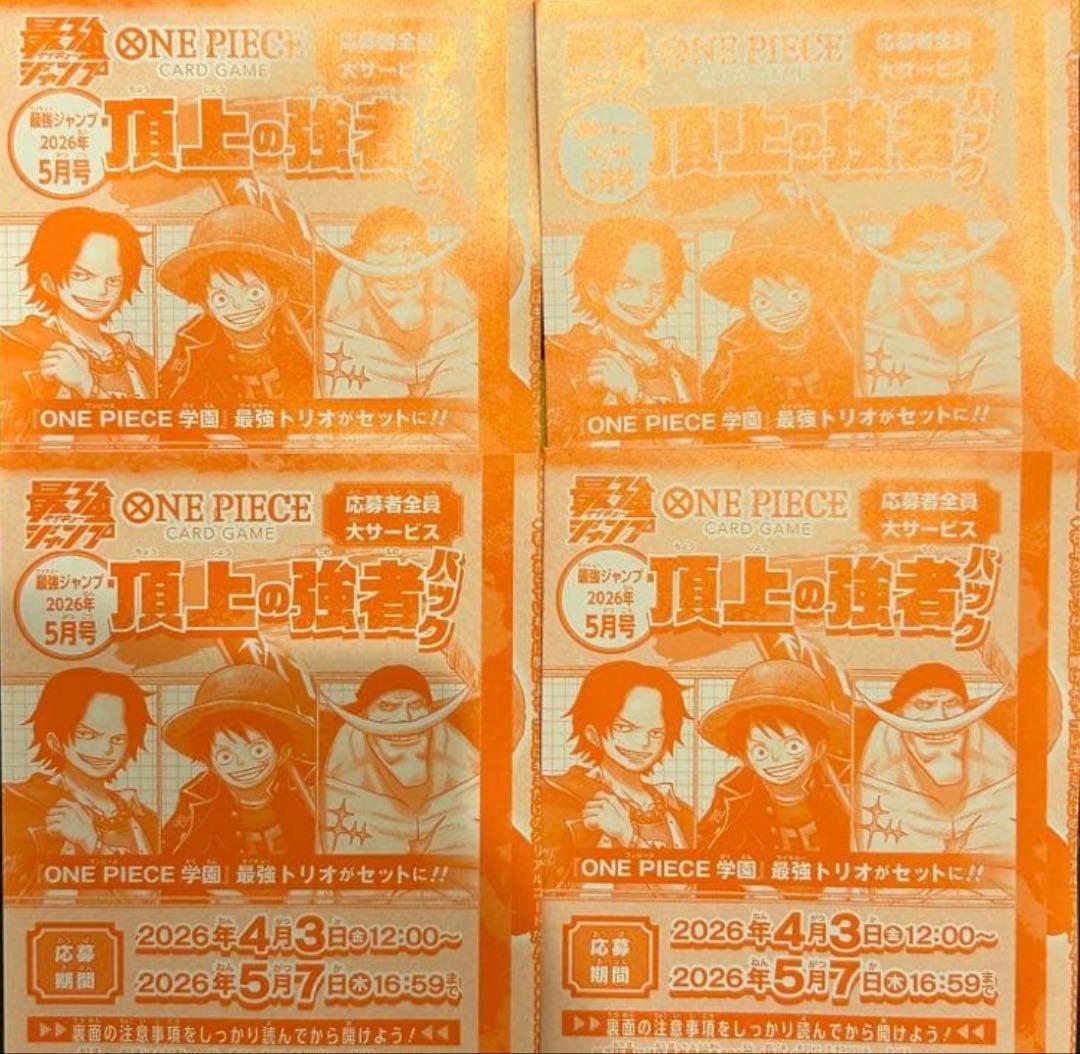 最強ジャンプ
ONE PIECE
CARD GAME
応募者全員
大サービス
最強ジャンプ
2026年
5月号
頂上の強者パック
『ONE PIECE 学園』最強トリオがセットに!!
ONE PIECE
応募者全員
大サービス
5月号
頂上の強者パック
『ONE PIECE 学園』最強トリオがセットに!!
最強ジャンプ
ONE PIECE
CARD GAME
応募者全員
大サービス
最強ジャンプ
2026年
5月号
頂上の強者パック
『ONE PIECE 学園』最強トリオがセットに!!
応募
期間
2026年4月3日金12:00〜
2026年5月7日木16:59まで
▶▶裏面の注意事項をしっかり読んでから開けよう!◀◀
最強ジャンプ
ONE PIECE
CARD GAME
応募者全員
大サービス
最強ジャンプ
2026年
5月号
頂上の強者パック
『ONE PIECE 学園』最強トリオがセットに!!
応募
期間
2026年4月3日金12:00〜
2026年5月7日木16:59まで
▶▶裏面の注意事項をしっかり読んでから開けよう!◀◀